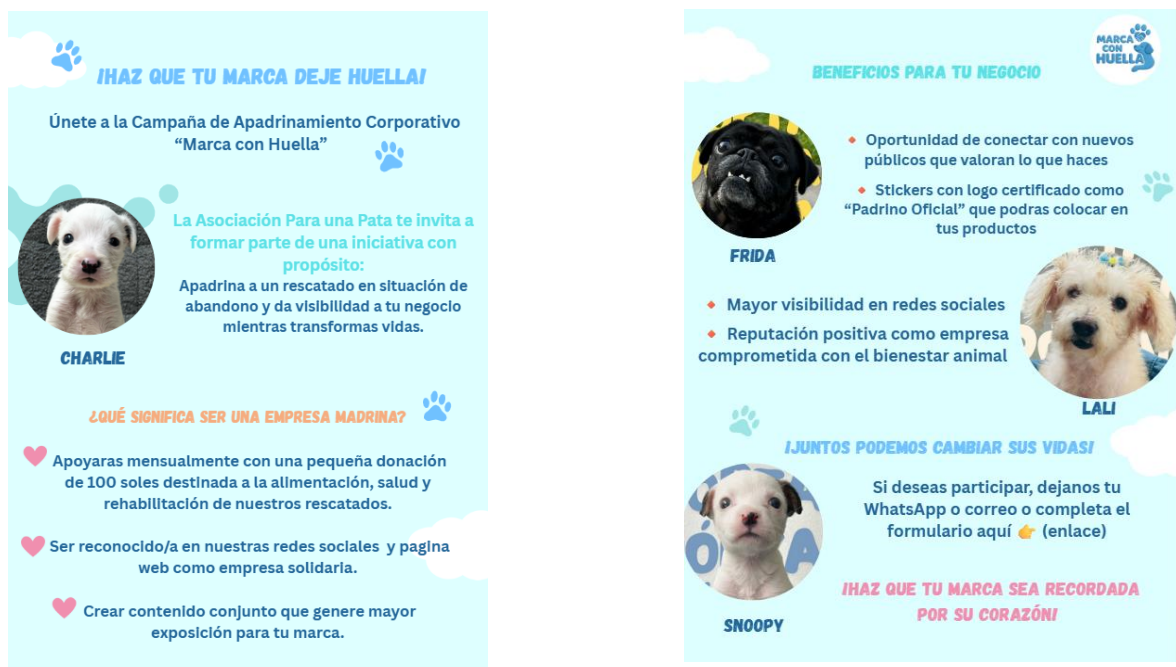 ¡HAZ QUE TU MARCA DEJE HUELLA!
Únete a la Campaña de Apadrinamiento Corporativo
“Marca con Huella”
La Asociación Para una Pata te invita a
formar parte de una iniciativa con
propósito:
Apadrina a un rescatado en situación de
abandono y da visibilidad a tu negocio
mientras transformas vidas.
CHARLIE
¿QUÉ SIGNIFICA SER UNA EMPRESA MADRINA?
Apoyaras mensualmente con una pequeña donación
de 100 soles destinada a la alimentación, salud y
rehabilitación de nuestros rescatados.
Ser reconocido/a en nuestras redes sociales y pagina
web como empresa solidaria.
Crear contenido conjunto que genere mayor
exposición para tu marca.
MARCA
CON
HUELLA
BENEFICIOS PARA TU NEGOCIO
Oportunidad de conectar con nuevos
públicos que valoran lo que haces
Stickers con logo certificado como
“Padrino Oficial” que podras colocar en
tus productos
FRIDA
Mayor visibilidad en redes sociales
Reputación positiva como empresa
comprometida con el bienestar animal
LALI
¡JUNTOS PODEMOS CAMBIAR SUS VIDAS!
Si deseas participar, dejanos tu
WhatsApp o correo o completa el
formulario aquí 👉 (enlace)
SNOOPY
¡HAZ QUE TU MARCA SEA RECORDADA
POR SU CORAZÓN!